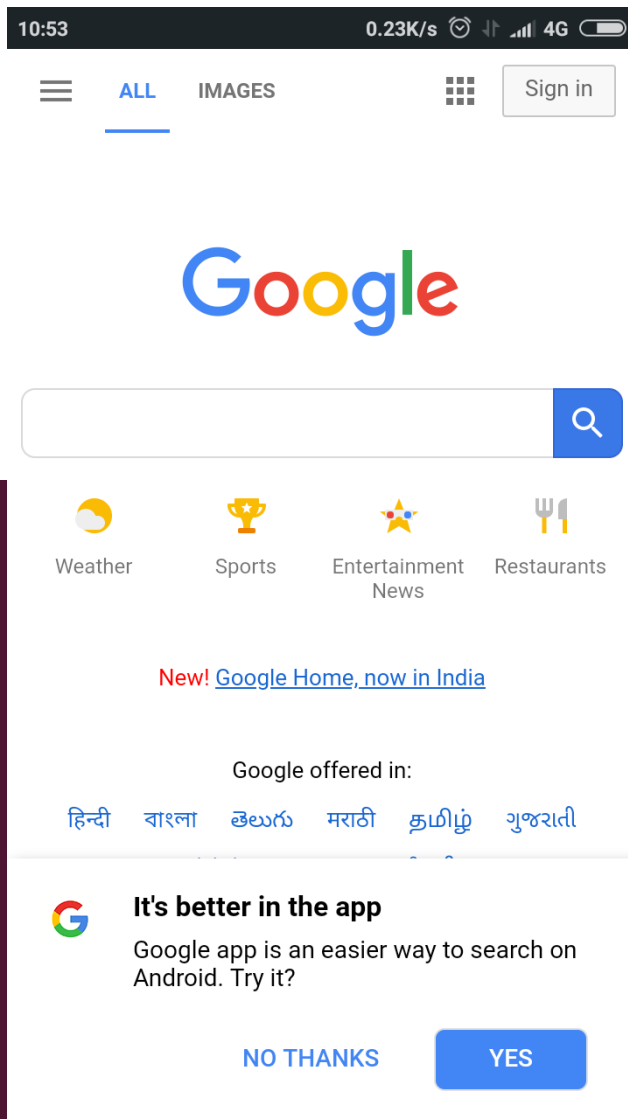 10:53 0.23K/s 4G
ALL IMAGES Sign in
Google
Weather Sports Entertainment News Restaurants
New! Google Home, now in India
Google offered in:
हिन्दी বাংলা తెలుగు मराठी தமிழ் ગુજરાતી
It's better in the app
Google app is an easier way to search on
Android. Try it?
NO THANKS YES